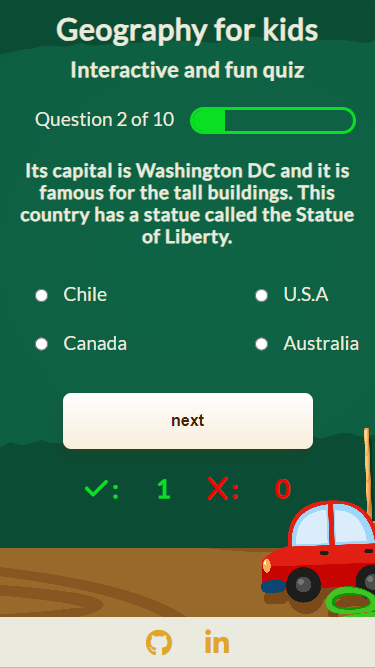 Geography for kids
Interactive and fun quiz
Question 2 of 10
Its capital is Washington DC and it is
famous for the tall buildings. This
country has a statue called the Statue
of Liberty.
Chile
U.S.A
Canada
Australia
next
: 1 : 0
in